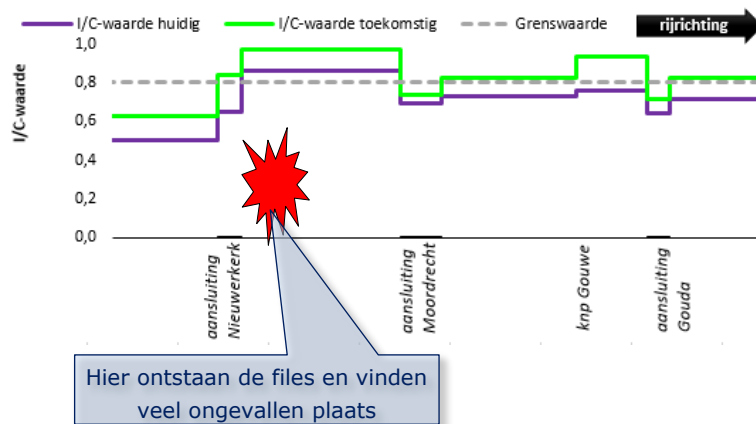 I/C-waarde huidig
I/C-waarde toekomstig
Grenswaarde
rijrichting
I/C-waarde
1,0
0,8
0,6
0,4
0,2
0,0
aansluiting
Nieuwerkerk
aansluiting
Moordrecht
knp Gouwe
aansluiting
Gouda
Hier ontstaan de files en vinden
veel ongevallen plaats